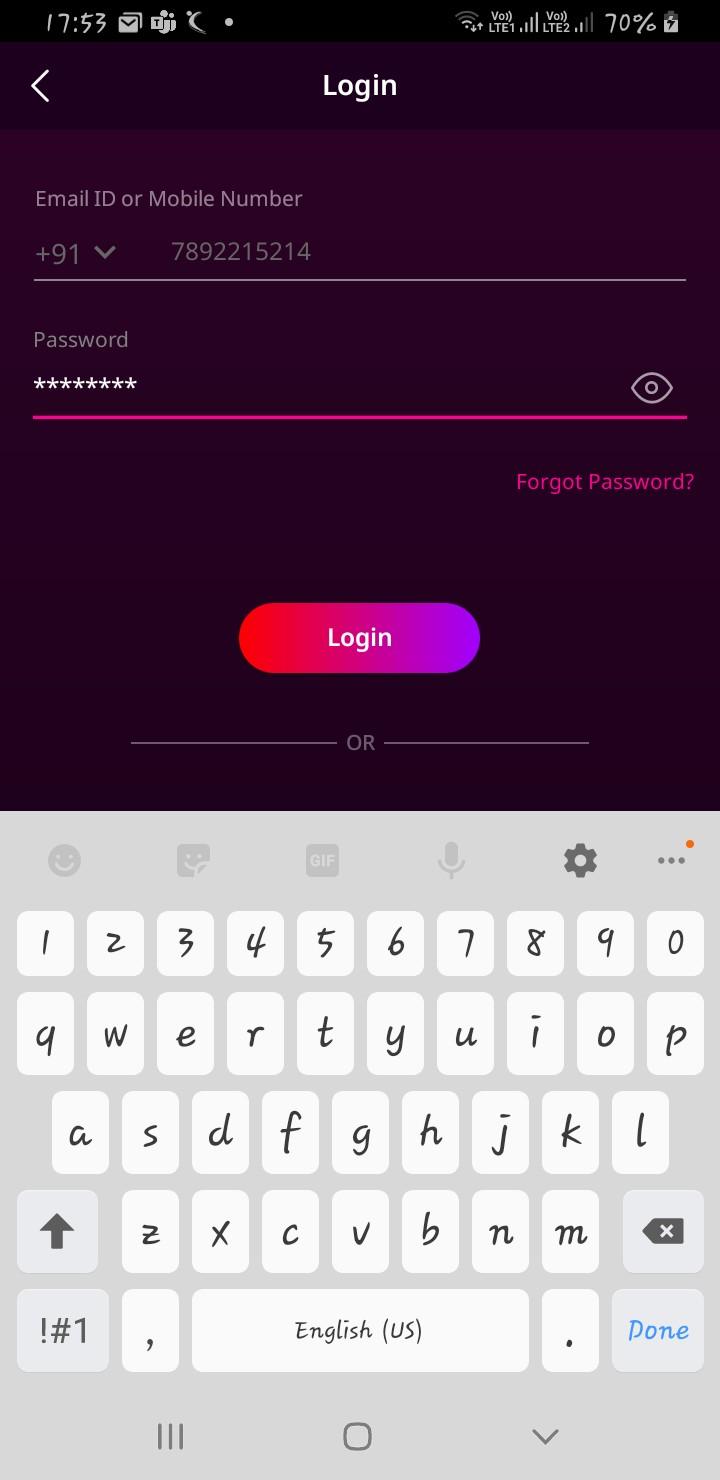 17:53 Vo)) LTE1 Vo)) LTE2 70%
Login
Email ID or Mobile Number
+91 7892215214
Password
********
Forgot Password?
Login
OR
GIF
1 2 3 4 5 6 7 8 9 0
q w e r t y u i o p
a s d f g h j k l
z x c v b n m
!#1 , English (US) . Done